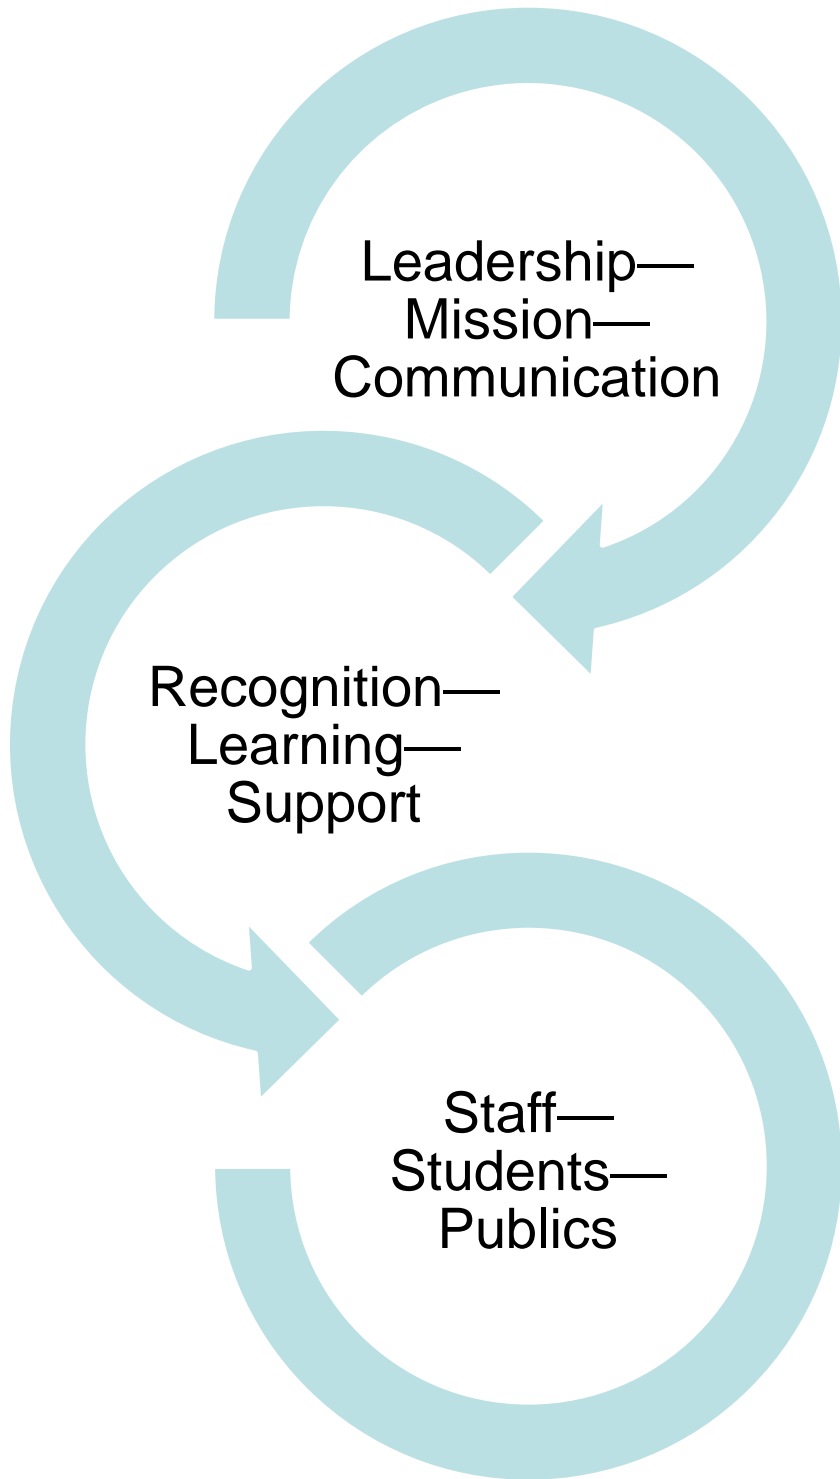 Leadership—
Mission—
Communication
Recognition—
Learning—
Support
Staff—
Students—
Publics